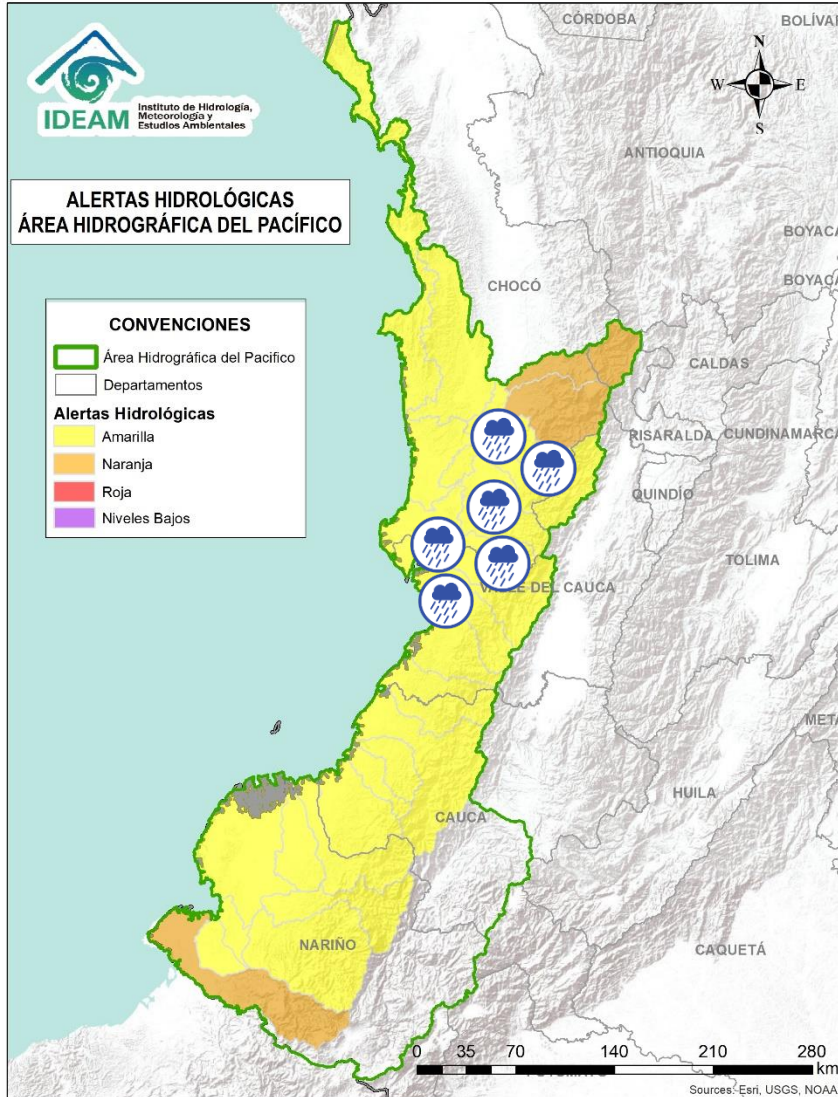 IDEAM
Instituto de Hidrología,
Meteorología y
Estudios Ambientales
ALERTAS HIDROLÓGICAS
ÁREA HIDROGRÁFICA DEL PACÍFICO
CONVENCIONES
Área Hidrográfica del Pacifico
Departamentos
Alertas Hidrológicas
Amarilla
Naranja
Roja
Niveles Bajos
CÓRDOBA
BOLÍVA
N
W E
S
ANTIOQUIA
BOYACÁ
BOYACÁ
CHOCÓ
CALDAS
RISARALDA
CUNDINAMARCA
QUINDÍO
TOLIMA
VALLE DEL CAUCA
META
HUILA
CAUCA
NARIÑO
CAQUETÁ
0 35 70 140 210 280
km
Sources: Esri, USGS, NOAA